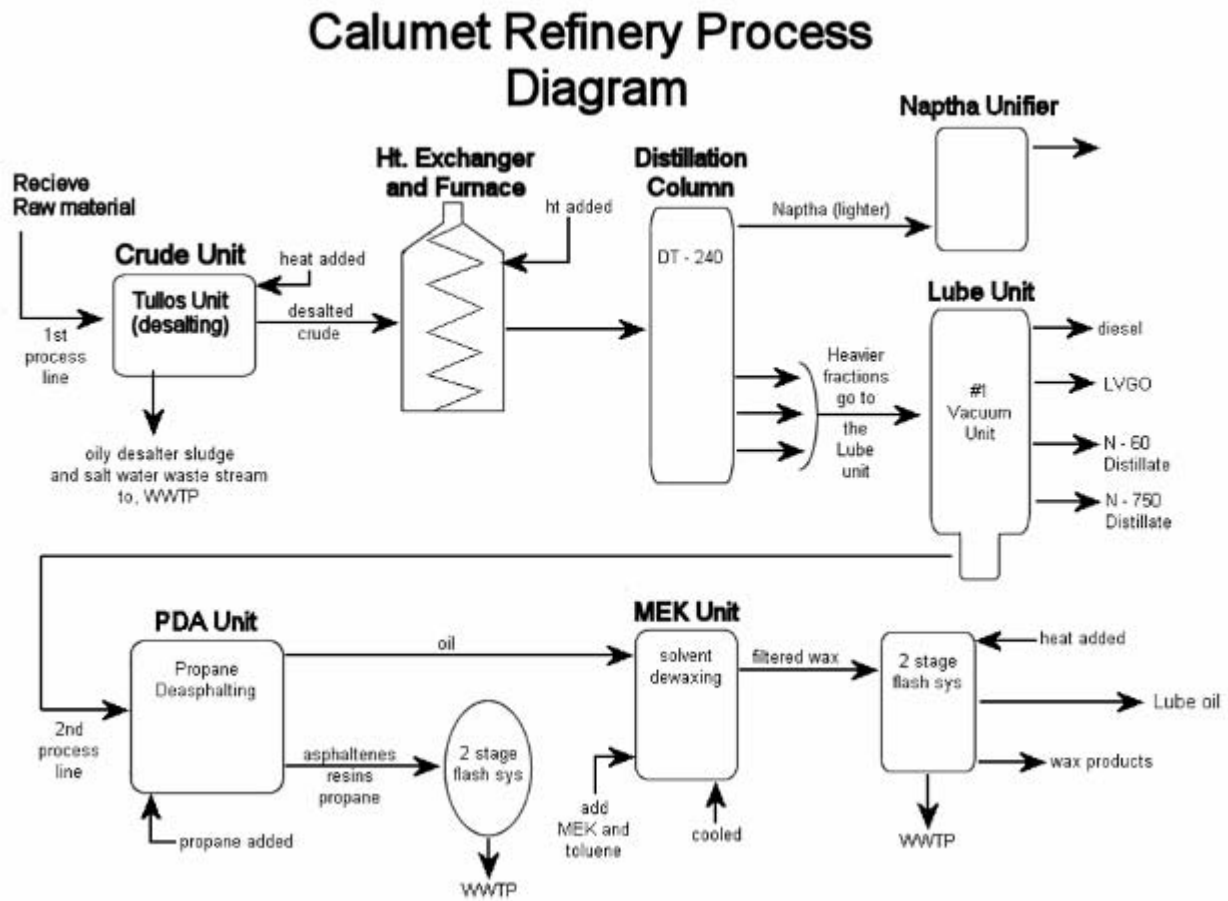 Calumet Refinery Process
Diagram
Naptha Unifier
Ht. Exchanger
and Furnace
Distillation
Column
Recieve
Raw material
ht added
Naptha (lighter)
DT - 240
Crude Unit
heat added
Tullos Unit
(desalting)
desalted
crude
1st
process
line
Lube Unit
diesel
Heavier
fractions
go to
the
Lube
unit
#1
Vacuum
Unit
LVGO
N - 60
Distillate
N - 750
Distillate
oily desalter sludge
and salt water waste stream
to, WWTP
PDA Unit
MEK Unit
oil
Propane
Deasphalting
solvent
dewaxing
filtered wax
2 stage
flash sys
heat added
Lube oil
2nd
process
line
asphaltenes
resins
propane
2 stage
flash sys
wax products
propane added
add
MEK and
toluene
cooled
WWTP
WWTP